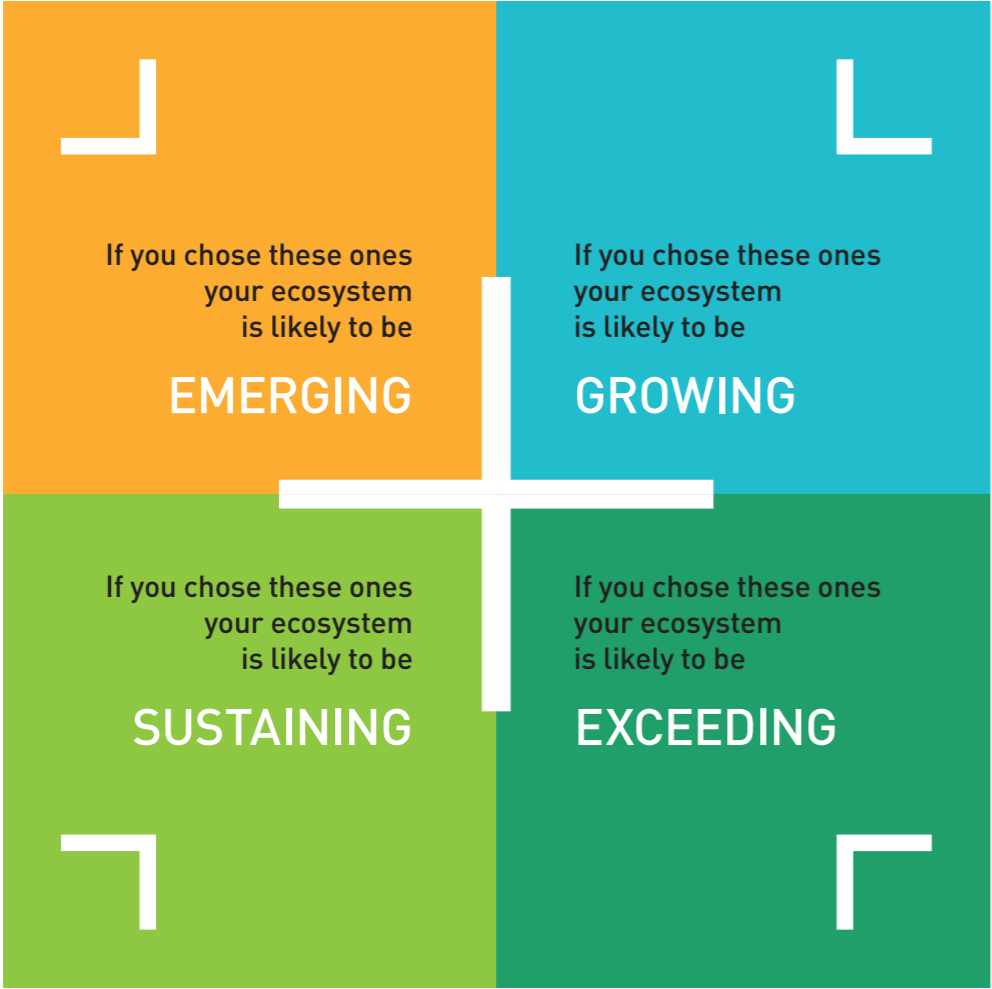 If you chose these ones
your ecosystem
is likely to be
EMERGING
If you chose these ones
your ecosystem
is likely to be
GROWING
If you chose these ones
your ecosystem
is likely to be
SUSTAINING
If you chose these ones
your ecosystem
is likely to be
EXCEEDING